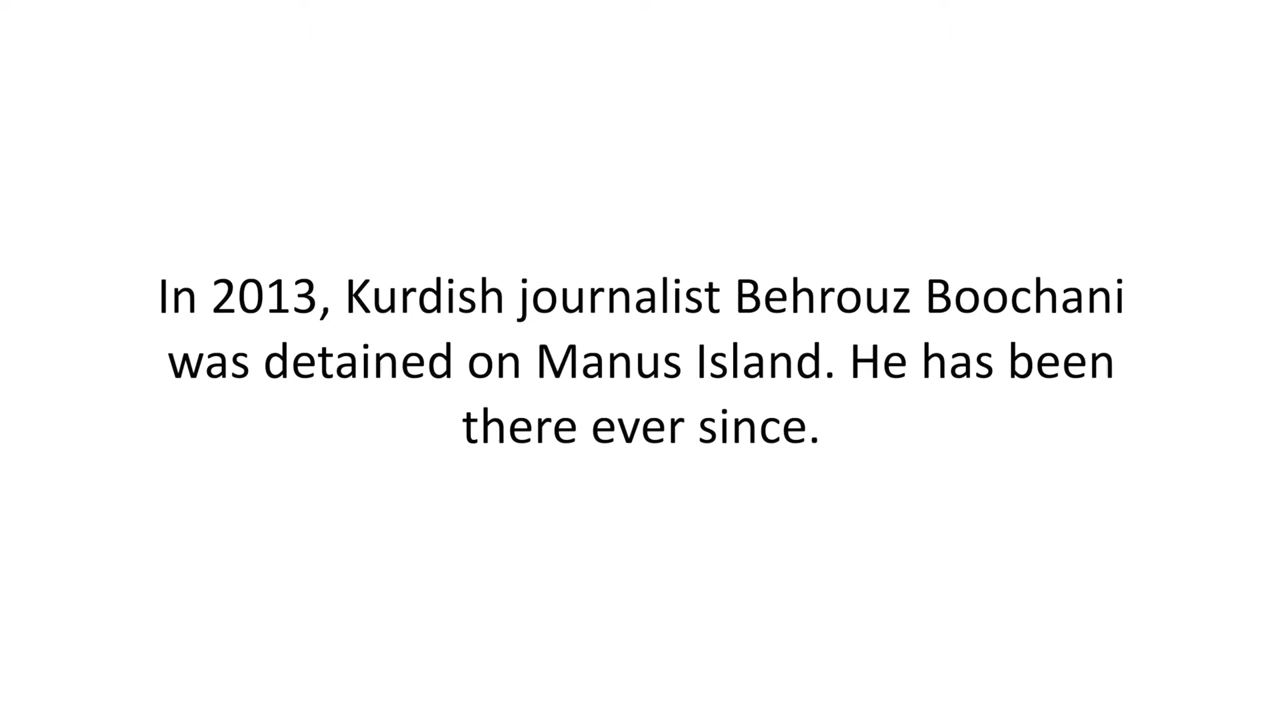 In 2013, Kurdish journalist Behrouz Boochani
was detained on Manus Island. He has been
there ever since.